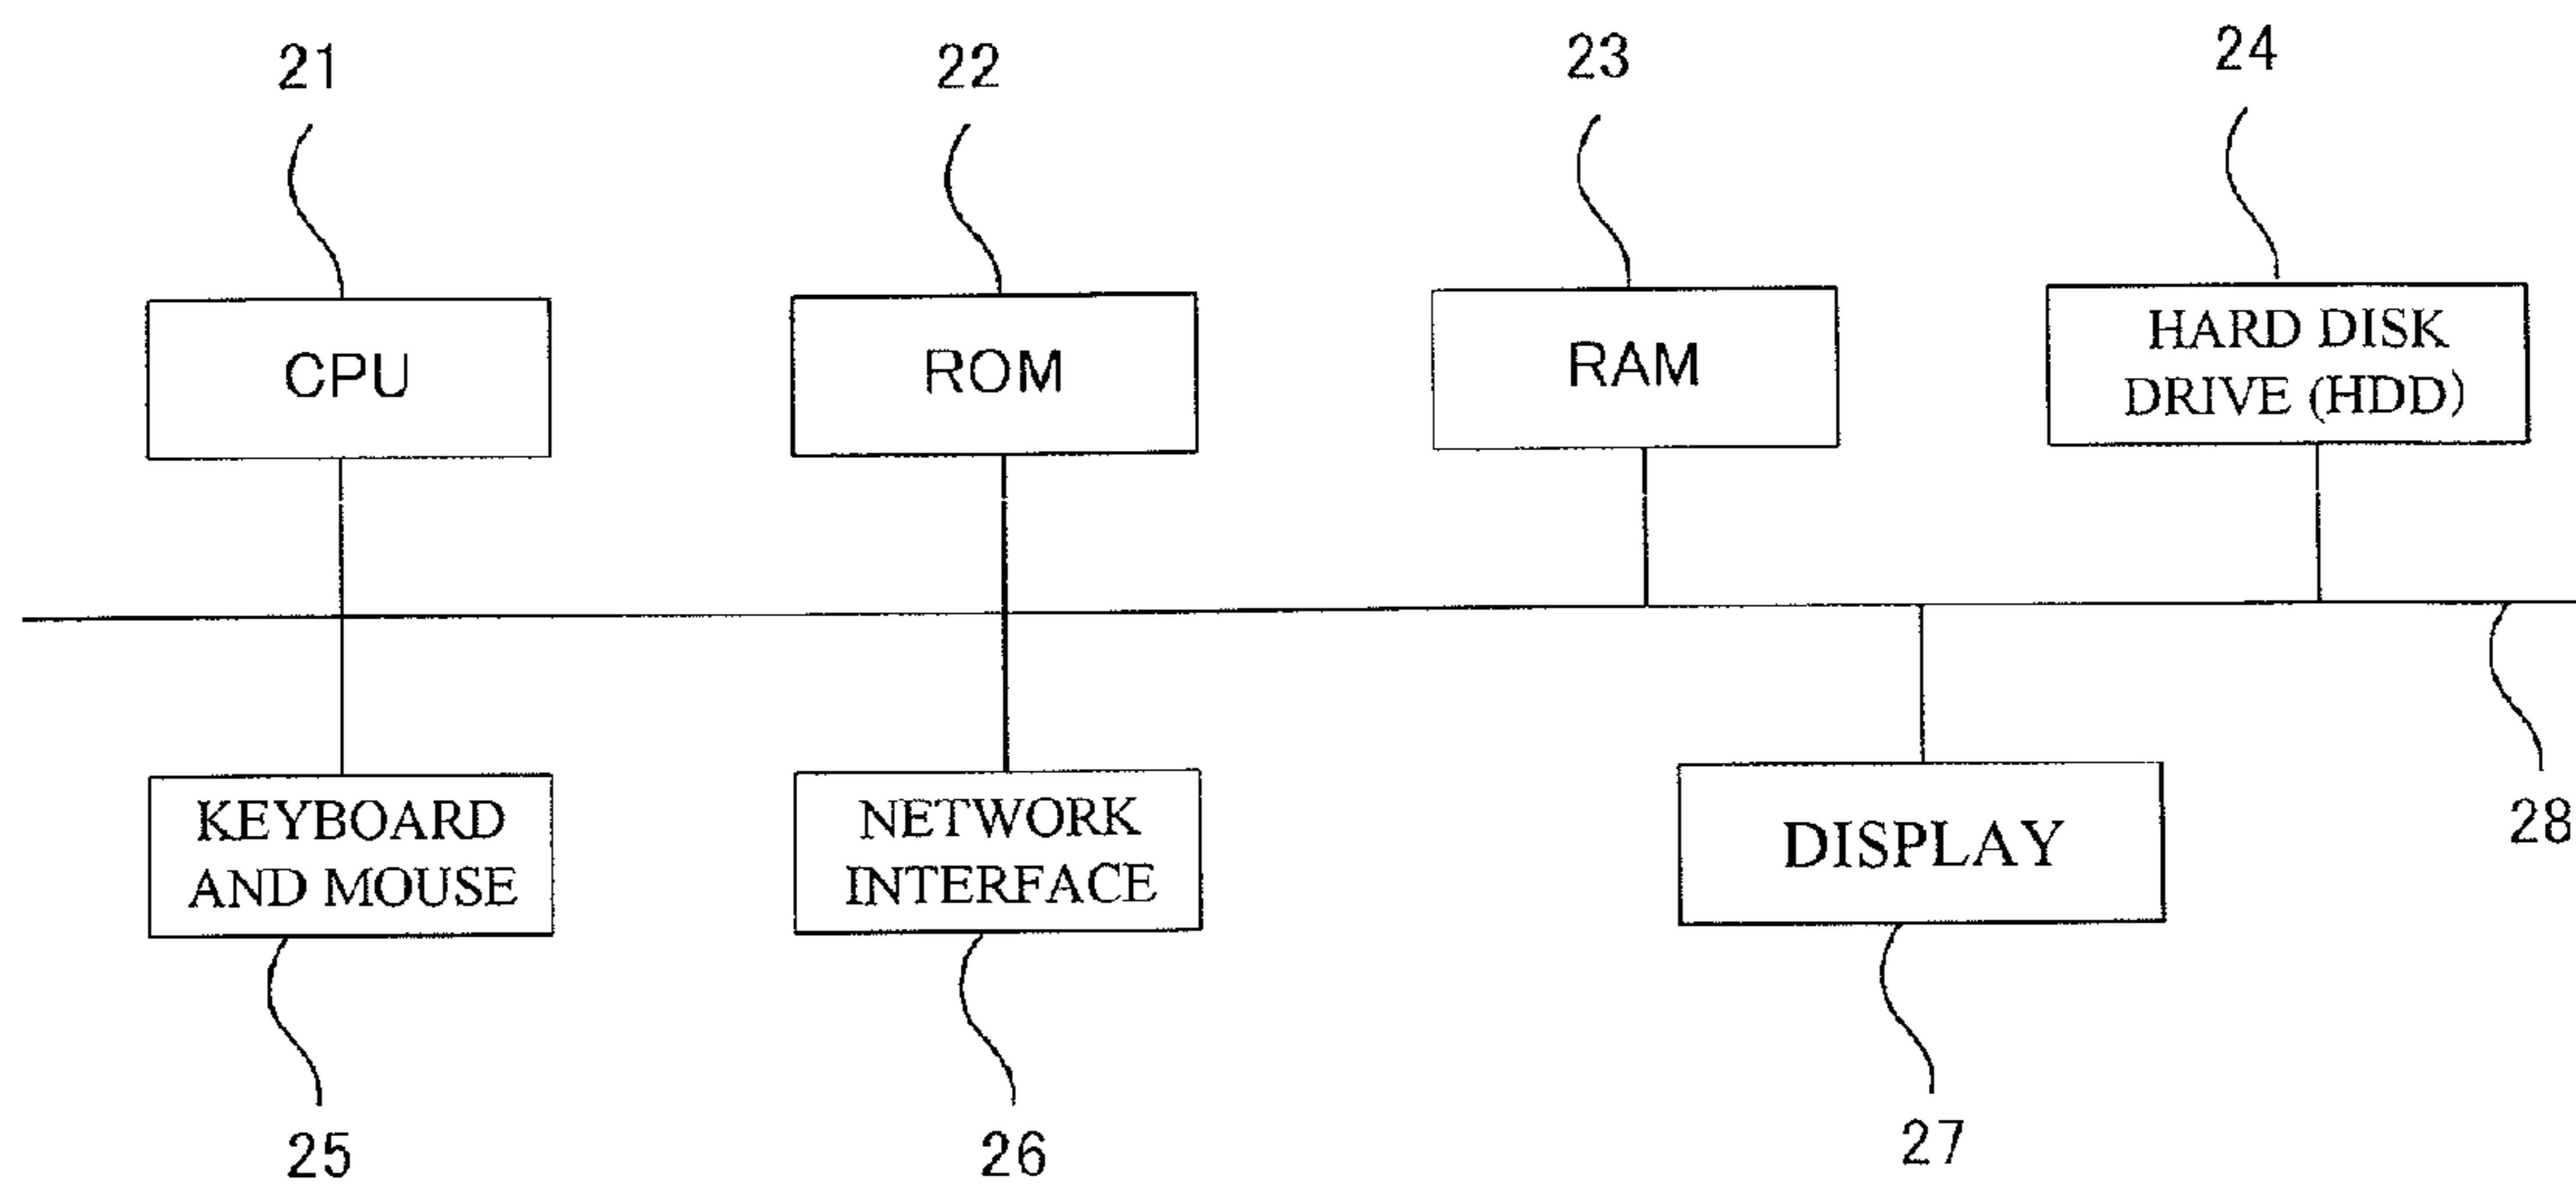 21
22
23
24
CPU
ROM
RAM
HARD DISK
DRIVE (HDD)
KEYBOARD
AND MOUSE
NETWORK
INTERFACE
DISPLAY
28
25
26
27